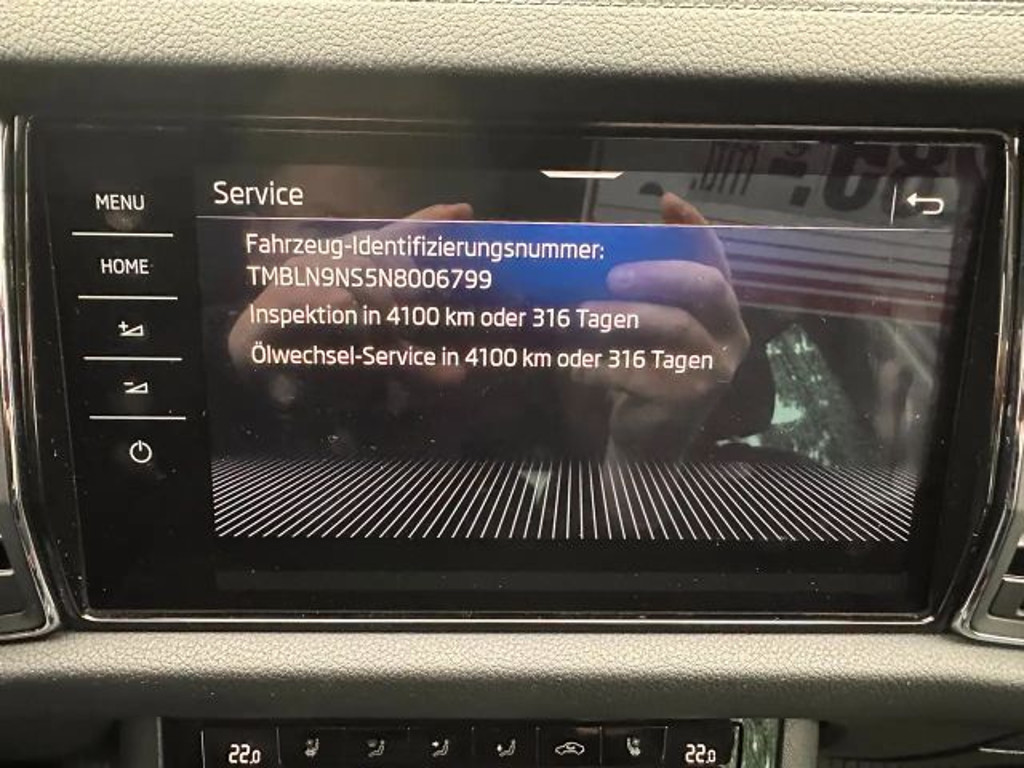 MENU
Service
HOME
Fahrzeug-Identifizierungsnummer:
TMBLN9NS5N8006799
Inspektion in 4100 km oder 316 Tagen
Ölwechsel-Service in 4100 km oder 316 Tagen
22.0
22.0